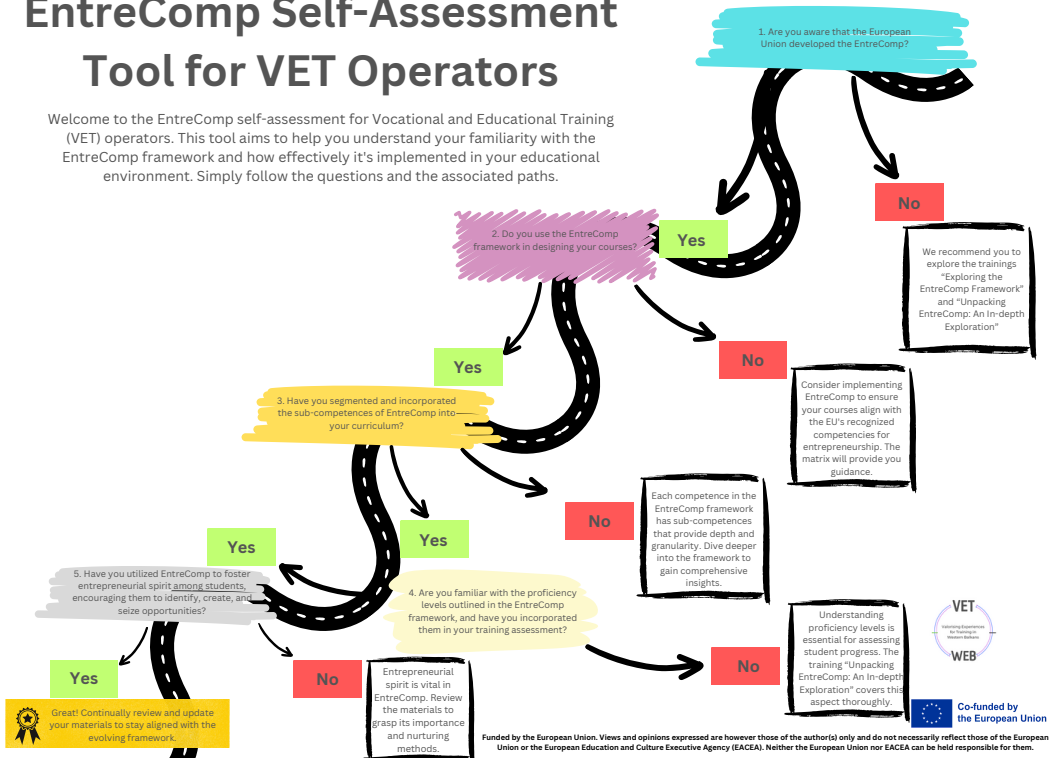 EntreComp Self-Assessment
Tool for VET Operators
Welcome to the EntreComp self-assessment for Vocational and Educational Training
(VET) operators. This tool aims to help you understand your familiarity with the
EntreComp framework and how effectively it's implemented in your educational
environment. Simply follow the questions and the associated paths.
1. Are you aware that the European
Union developed the EntreComp?
No
We recommend you to
explore the trainings
“Exploring the
EntreComp Framework”
and “Unpacking
EntreComp: An In-depth
Exploration”
Yes
2. Do you use the EntreComp
framework in designing your courses?
No
Consider implementing
EntreComp to ensure
your courses align with
the EU's recognized
competencies for
entrepreneurship. The
matrix will provide you
guidance.
Yes
3. Have you segmented and incorporated
the sub-competences of EntreComp into
your curriculum?
No
Each competence in the
EntreComp framework
has sub-competences
that provide depth and
granularity. Dive deeper
into the framework to
gain comprehensive
insights.
Yes
4. Are you familiar with the proficiency
levels outlined in the EntreComp
framework, and have you incorporated
them in your training assessment?
No
Understanding
proficiency levels is
essential for assessing
student progress. The
training “Unpacking
EntreComp: An In-depth
Exploration” covers this
aspect thoroughly.
Yes
5. Have you utilized EntreComp to foster
entrepreneurial spirit among students,
encouraging them to identify, create, and
seize opportunities?
No
Entrepreneurial
spirit is vital in
EntreComp. Review
the materials to
grasp its importance
and nurturing
methods.
Yes
Great! Continually review and update
your materials to stay aligned with the
evolving framework.
VET
Valorising Experiences
for Training in
Western Balkans
WEB
Co-funded by
the European Union
Funded by the European Union. Views and opinions expressed are however those of the author(s) only and do not necessarily reflect those of the European
Union or the European Education and Culture Executive Agency (EACEA). Neither the European Union nor EACEA can be held responsible for them.